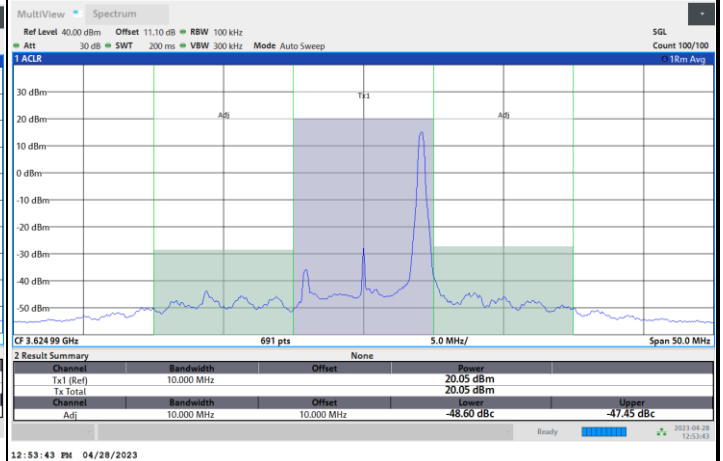 MultiView Spectrum
Ref Level 40.00 dBm Offset 11.10 dB RBW 100 kHz SGL
Att 30 dB SWT 200 ms VBW 300 kHz Mode Auto Sweep Count 100/100
1 ACLR 1Rm Avg
Tx1
30 dBm
Adj Adj
20 dBm
10 dBm
0 dBm
-10 dBm
-20 dBm
-30 dBm
-40 dBm
-50 dBm
CF 3.624 99 GHz 691 pts 5.0 MHz/ Span 50.0 MHz
2 Result Summary None
Channel Bandwidth Offset Power
Tx1 (Ref) 10.000 MHz 20.05 dBm
Tx Total 20.05 dBm
Channel Bandwidth Offset Lower Upper
Adj 10.000 MHz 10.000 MHz -48.60 dBc -47.45 dBc
Ready 2023-04-28
12:53:43
12:53:43 PM 04/28/2023